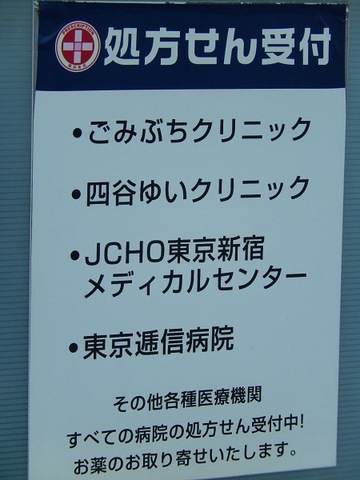 処方せん受付
•ごみぶちクリニック
•四谷ゆいクリニック
•JCHO東京新宿
メディカルセンター
•東京逓信病院
その他各種医療機関
すべての病院の処方せん受付中!
お薬のお取り寄せいたします。